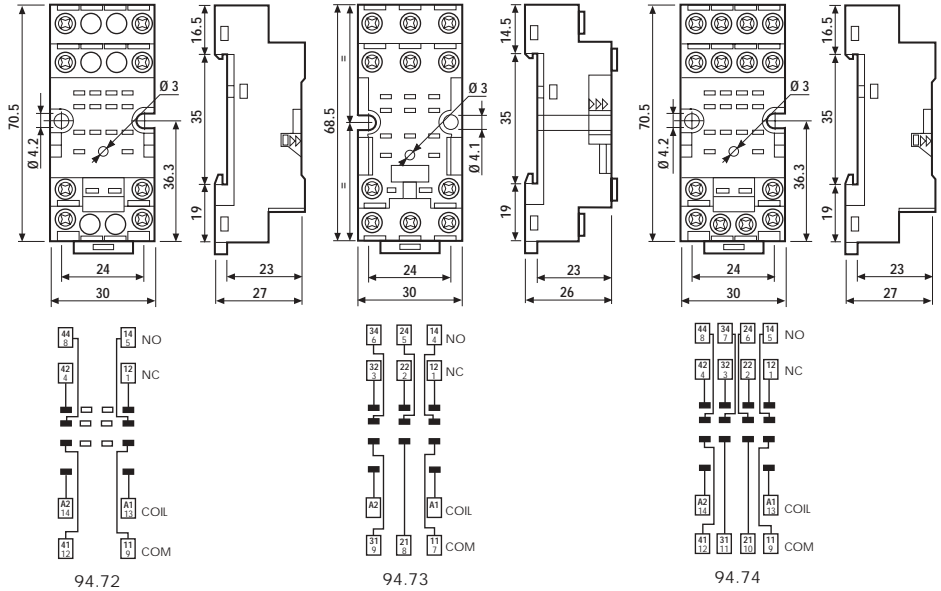 16.5
14.5
16.5
=
Ø 3
Ø 3
Ø 3
70.5
35
68.5
35
70.5
35
Ø 4.2
Ø 4.1
Ø 4.2
36.3
36.3
=
19
19
19
24
23
24
23
24
23
30
27
30
26
30
27
44 8
14 5
NO
34 6
24 5
14 4
NO
44 8
34 7
24 6
14 5
NO
42 4
12 1
NC
32 3
22 2
12 1
NC
42 4
32 3
22 2
12 1
NC
A2 14
A1 13
COIL
A2
A1
COIL
A2 14
A1 13
COIL
41 12
11 9
COM
31 9
21 8
11 7
COM
41 12
31 11
21 10
11 9
COM
94.72
94.73
94.74